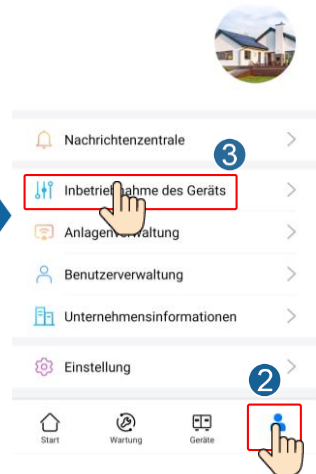 Nachrichtenzentrale
3
Inbetriebnahme des Geräts
Anlagenverwaltung
Benutzerverwaltung
Unternehmensinformationen
Einstellung
2
Start
Wartung
Geräte